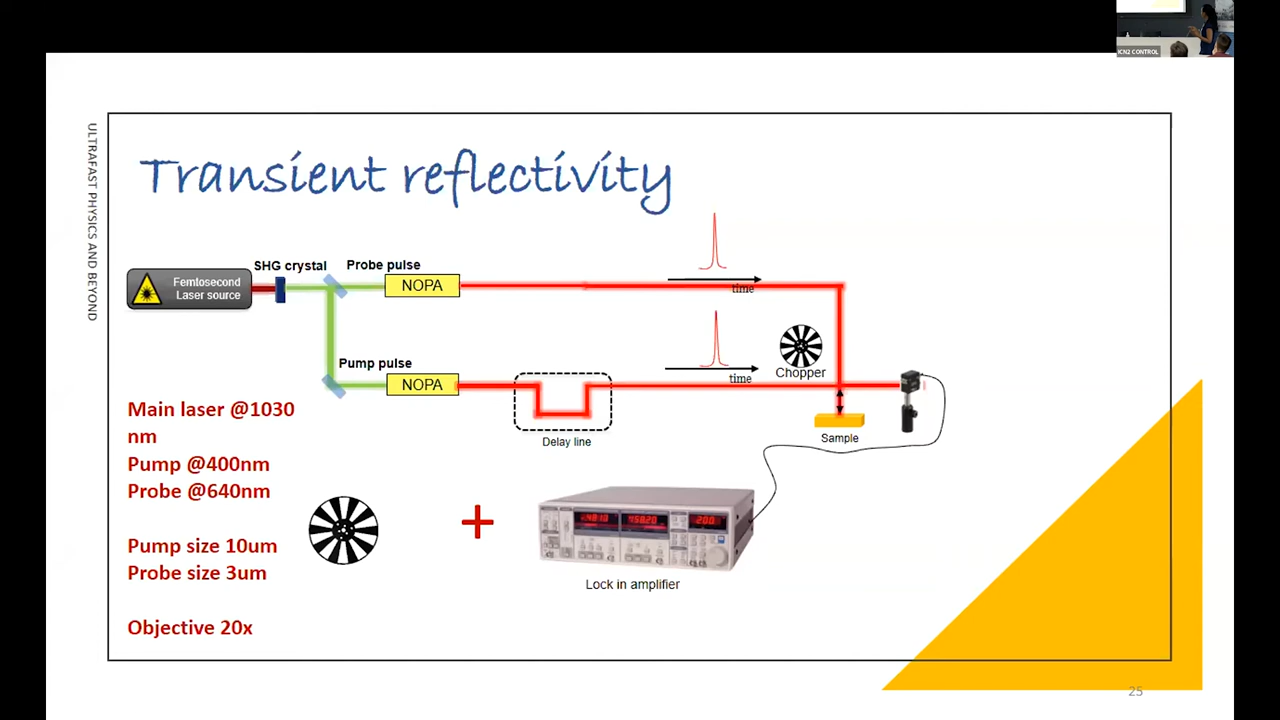 ICN2 CONTROL
ULTRAFAST PHYSICS AND BEYOND
Transient reflectivity
SHG crystal
Probe pulse
Femtosecond
Laser source
NOPA
time
Pump pulse
NOPA
time
Chopper
Delay line
Sample
Main laser @1030
nm
Pump @400nm
Probe @640nm
Pump size 10um
Probe size 3um
Objective 20x
+
Lock in amplifier
25